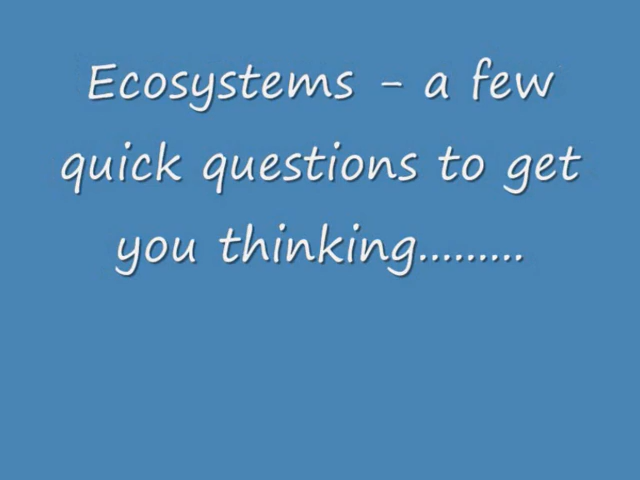 Ecosystems - a few
quick questions to get
you thinking.........